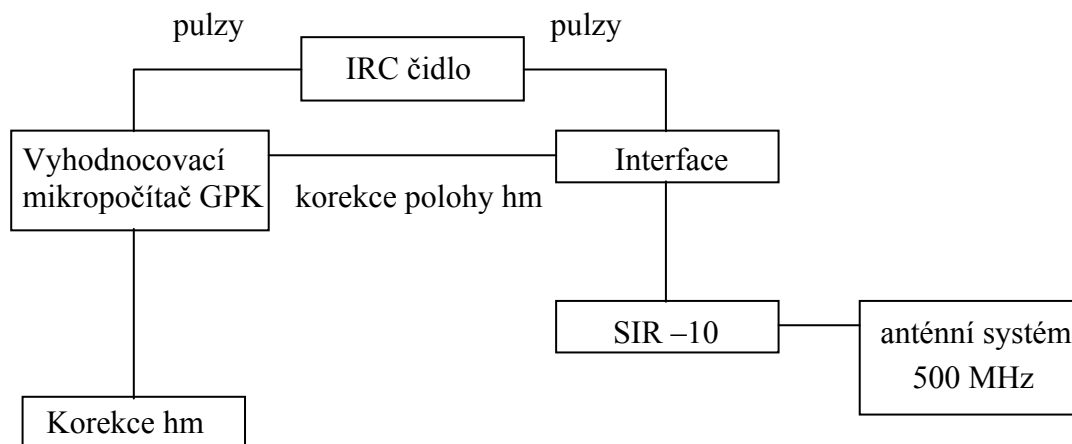 pulzy
pulzy
IRC čidlo
Vyhodnocovací
mikropočítač GPK
Interface
korekce polohy hm
SIR –10
anténní systém
500 MHz
Korekce hm